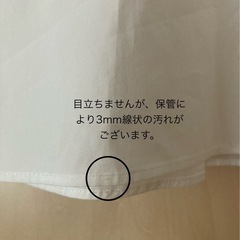 目立ちませんが、保管に
より3mm線状の汚れが
ございます。